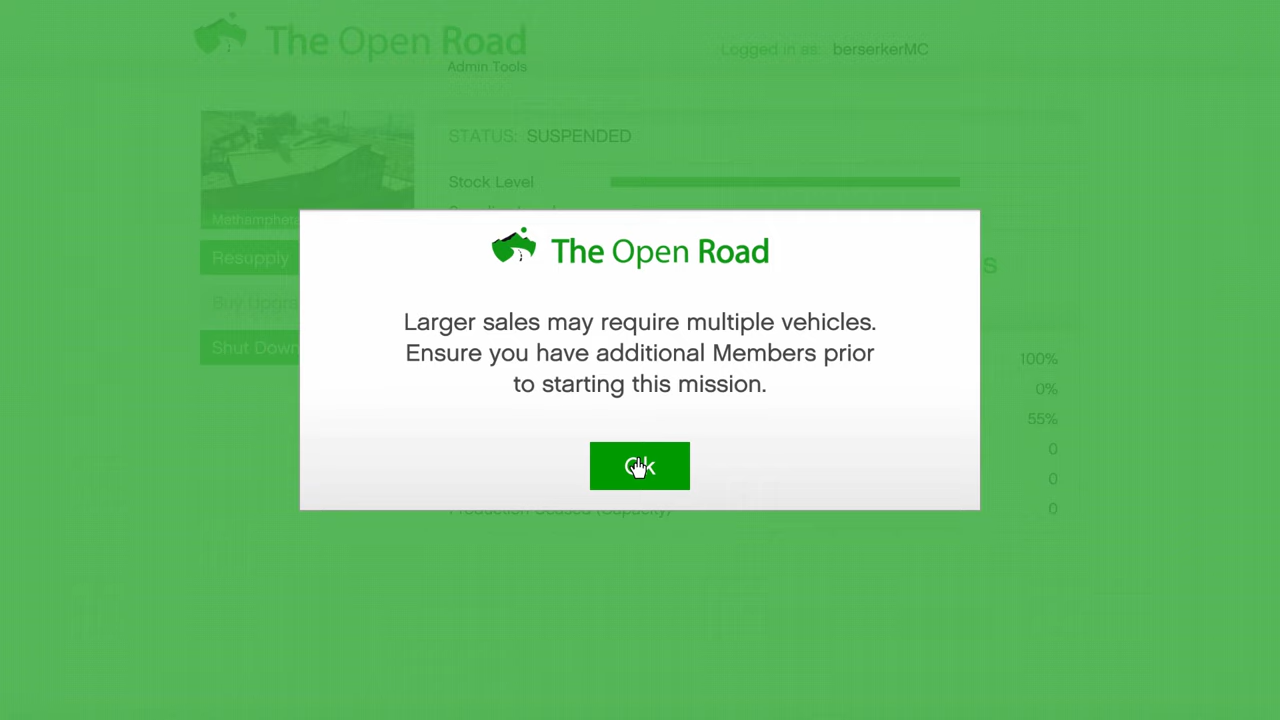 The Open Road
Admin Tools
Logged in as: berserkerMC
STATUS: SUSPENDED
Stock Level
Resupply
Shut Down
The Open Road
Larger sales may require multiple vehicles.
Ensure you have additional Members prior
to starting this mission.
Ok
S
100%
0%
55%
0
0
0